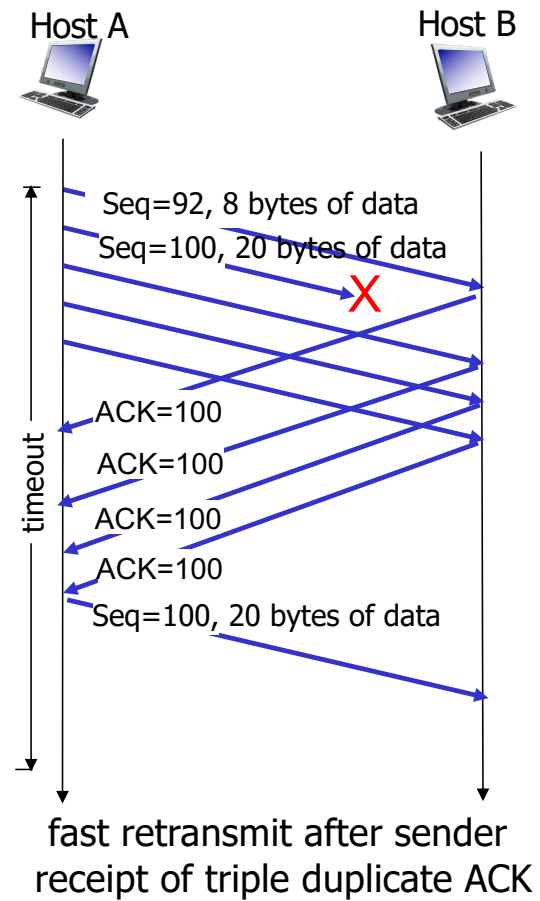 Host A
Host B
Seq=92, 8 bytes of data
Seq=100, 20 bytes of data
X
ACK=100
ACK=100
ACK=100
ACK=100
timeout
Seq=100, 20 bytes of data
fast retransmit after sender
receipt of triple duplicate ACK